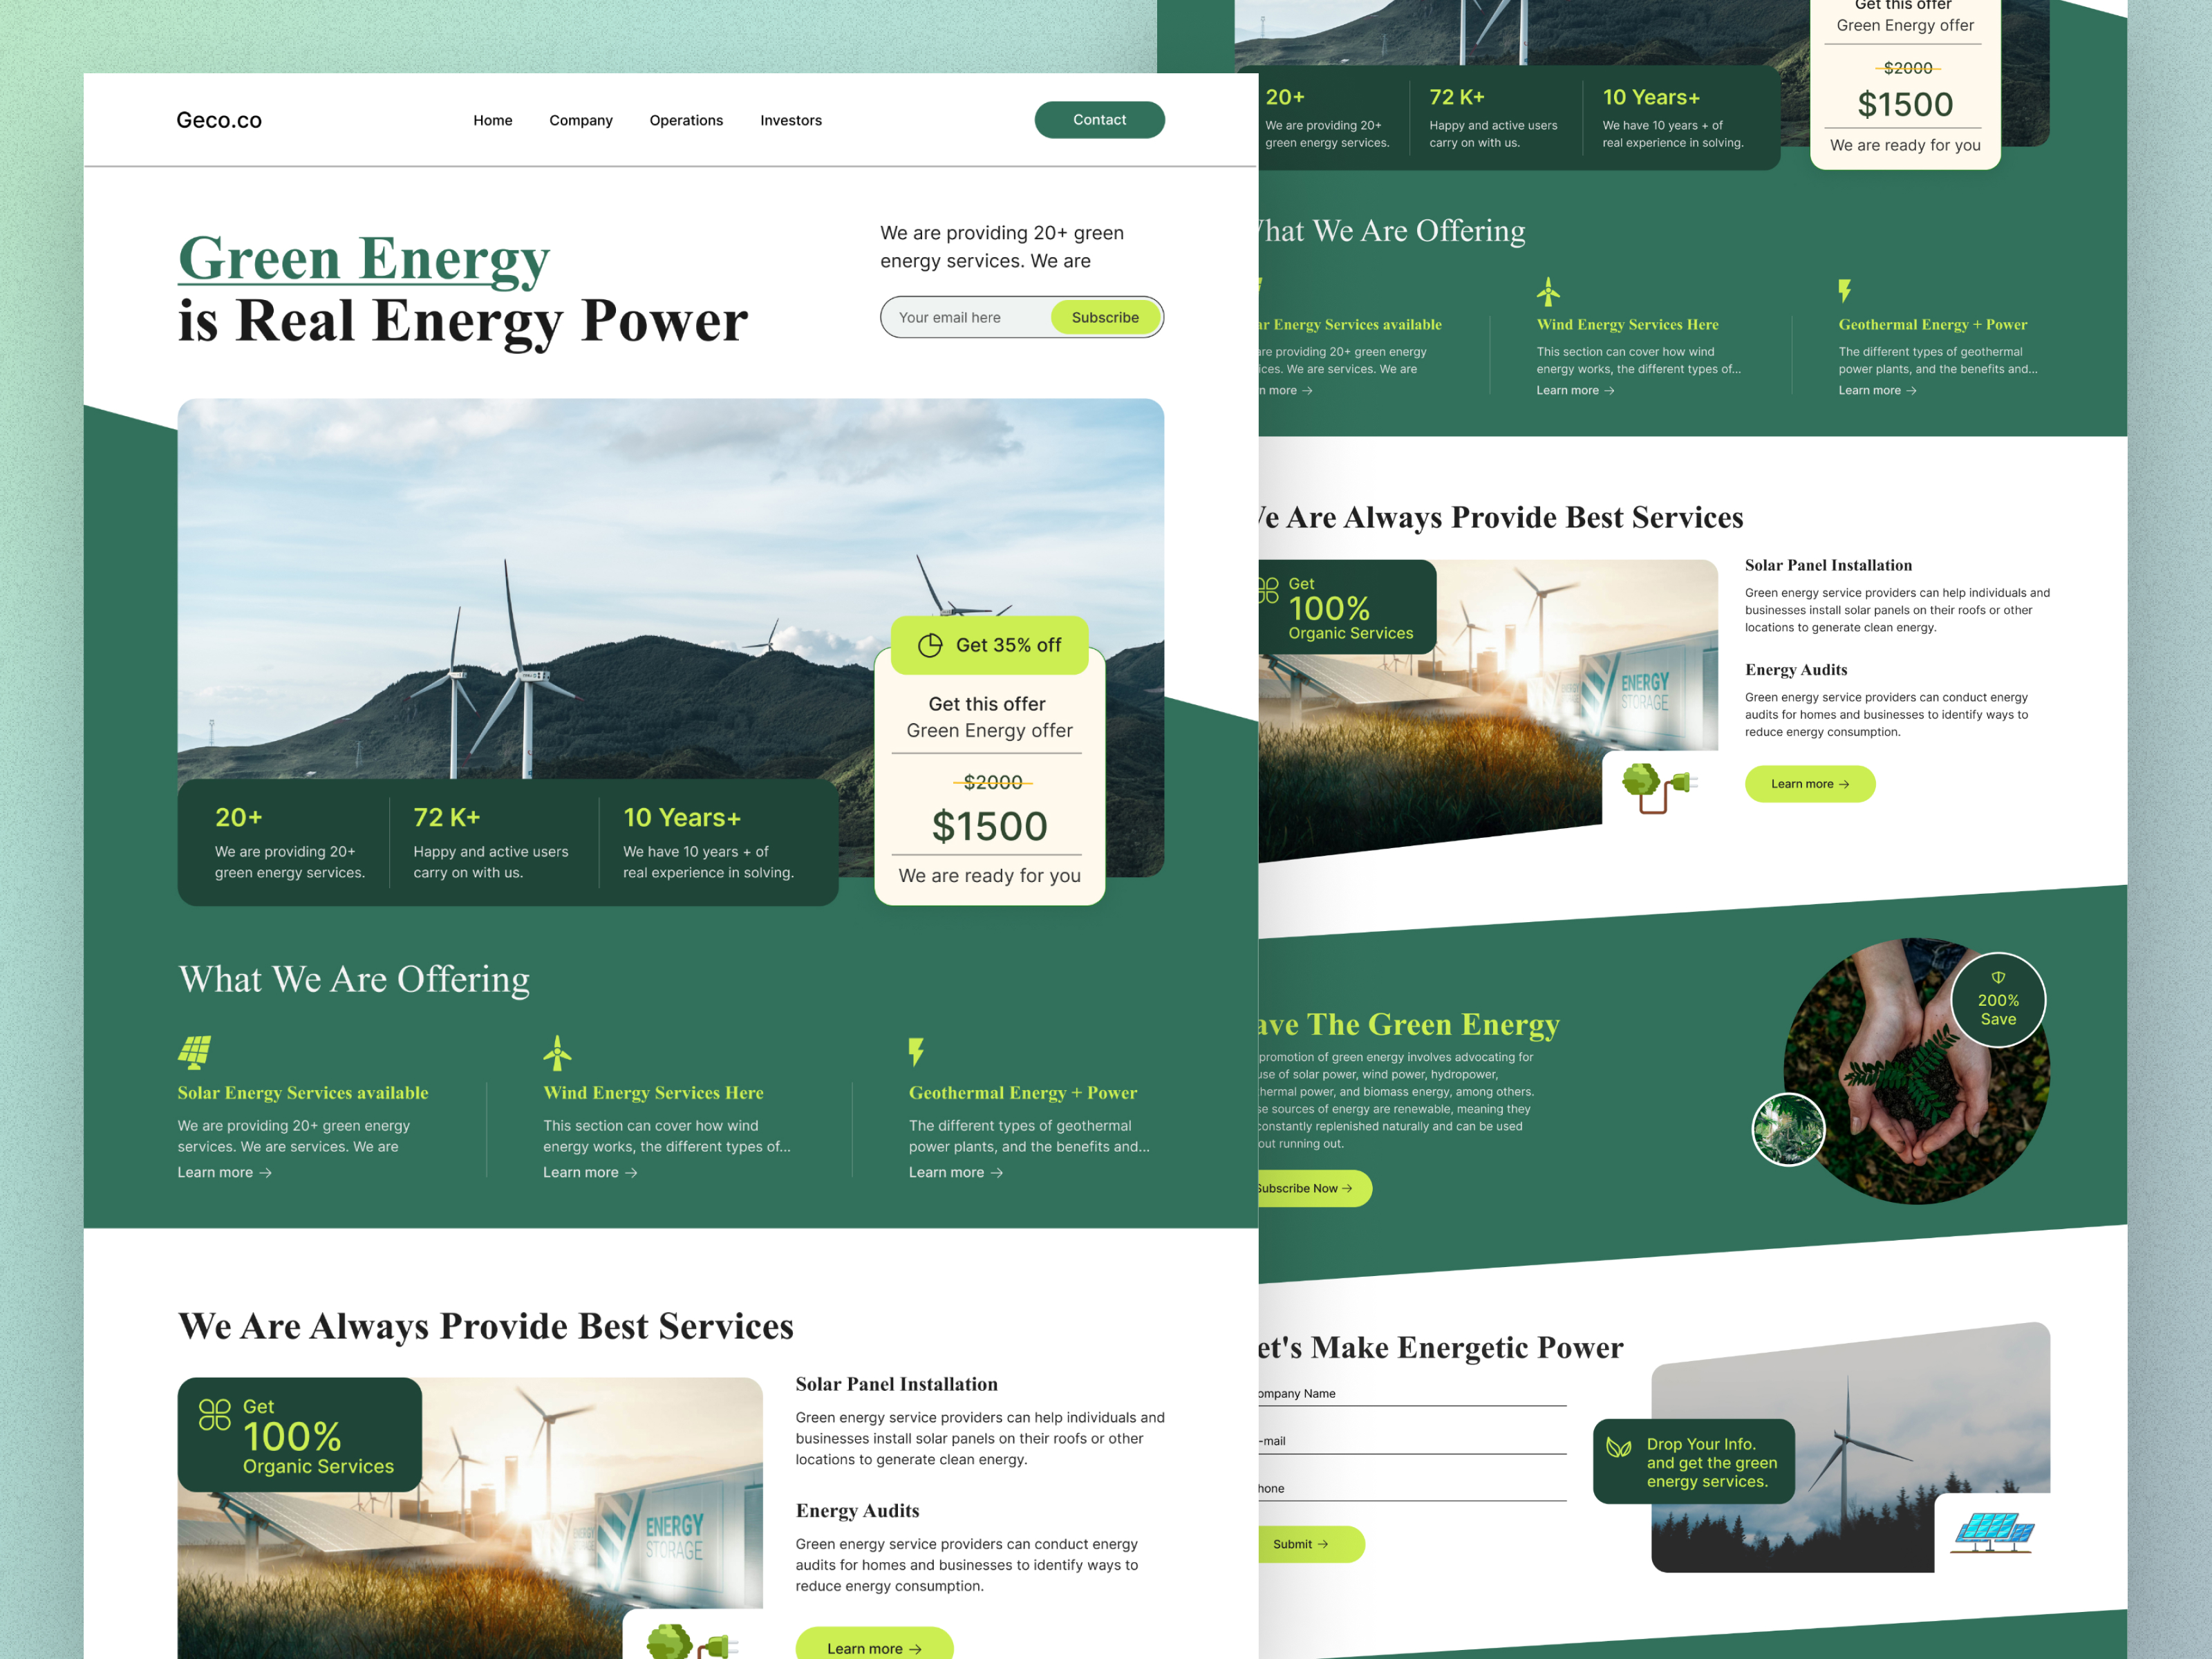 Geco.co
Home
Company
Operations
Investors
Contact
Green Energy
is Real Energy Power
We are providing 20+ green
energy services. We are
Your email here
Subscribe
Get 35% off
Get this offer
Green Energy offer
$2000
$1500
We are ready for you
20+
We are providing 20+
green energy services.
72 K+
Happy and active users
carry on with us.
10 Years+
We have 10 years + of
real experience in solving.
What We Are Offering
Solar Energy Services available
We are providing 20+ green energy
services. We are services. We are
Learn more →
Wind Energy Services Here
This section can cover how wind
energy works, the different types of...
Learn more →
Geothermal Energy + Power
The different types of geothermal
power plants, and the benefits and...
Learn more →
We Are Always Provide Best Services
Get
100%
Organic Services
ENERGY
STORAGE
Solar Panel Installation
Green energy service providers can help individuals and
businesses install solar panels on their roofs or other
locations to generate clean energy.
Energy Audits
Green energy service providers can conduct energy
audits for homes and businesses to identify ways to
reduce energy consumption.
Learn more →
Get this offer
Green Energy offer
$2000
$1500
We are ready for you
20+
We are providing 20+
green energy services.
72 K+
Happy and active users
carry on with us.
10 Years+
We have 10 years + of
real experience in solving.
hat We Are Offering
ar Energy Services available
are providing 20+ green energy
ices. We are services. We are
n more →
Wind Energy Services Here
This section can cover how wind
energy works, the different types of...
Learn more →
Geothermal Energy + Power
The different types of geothermal
power plants, and the benefits and...
Learn more →
e Are Always Provide Best Services
Get
100%
Organic Services
ENERGY
STORAGE
Solar Panel Installation
Green energy service providers can help individuals and
businesses install solar panels on their roofs or other
locations to generate clean energy.
Energy Audits
Green energy service providers can conduct energy
audits for homes and businesses to identify ways to
reduce energy consumption.
Learn more →
ave The Green Energy
promotion of green energy involves advocating for
use of solar power, wind power, hydropower,
thermal power, and biomass energy, among others.
se sources of energy are renewable, meaning they
constantly replenished naturally and can be used
out running out.
Subscribe Now →
200%
Save
et's Make Energetic Power
ompany Name
-mail
hone
Submit →
Drop Your Info.
and get the green
energy services.